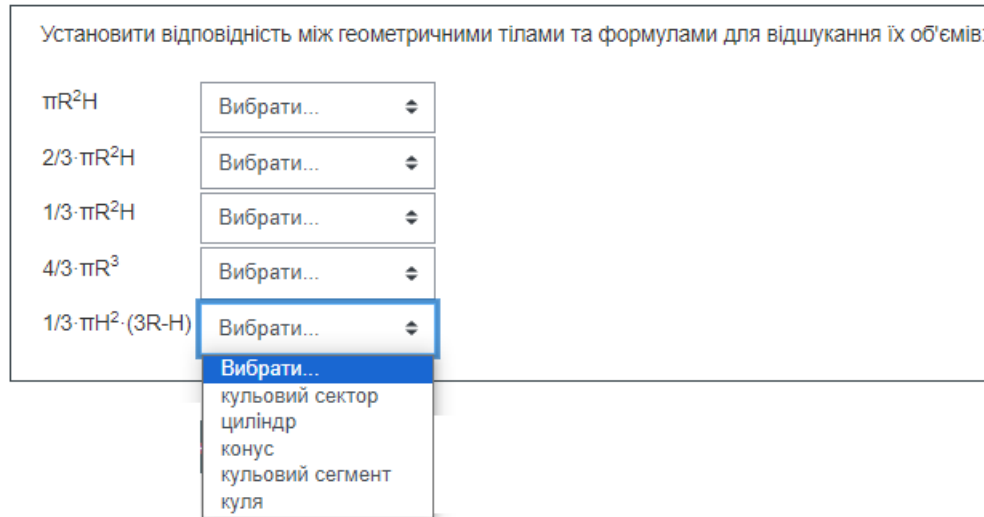 Установити відповідність між геометричними тілами та формулами для відшукання їх об'ємів:
πR²H Вибрати...
2/3·πR²H Вибрати...
1/3·πR²H Вибрати...
4/3·πR³ Вибрати...
1/3·πH²·(3R-H) Вибрати...
Вибрати...
кульовий сектор
циліндр
конус
кульовий сегмент
куля